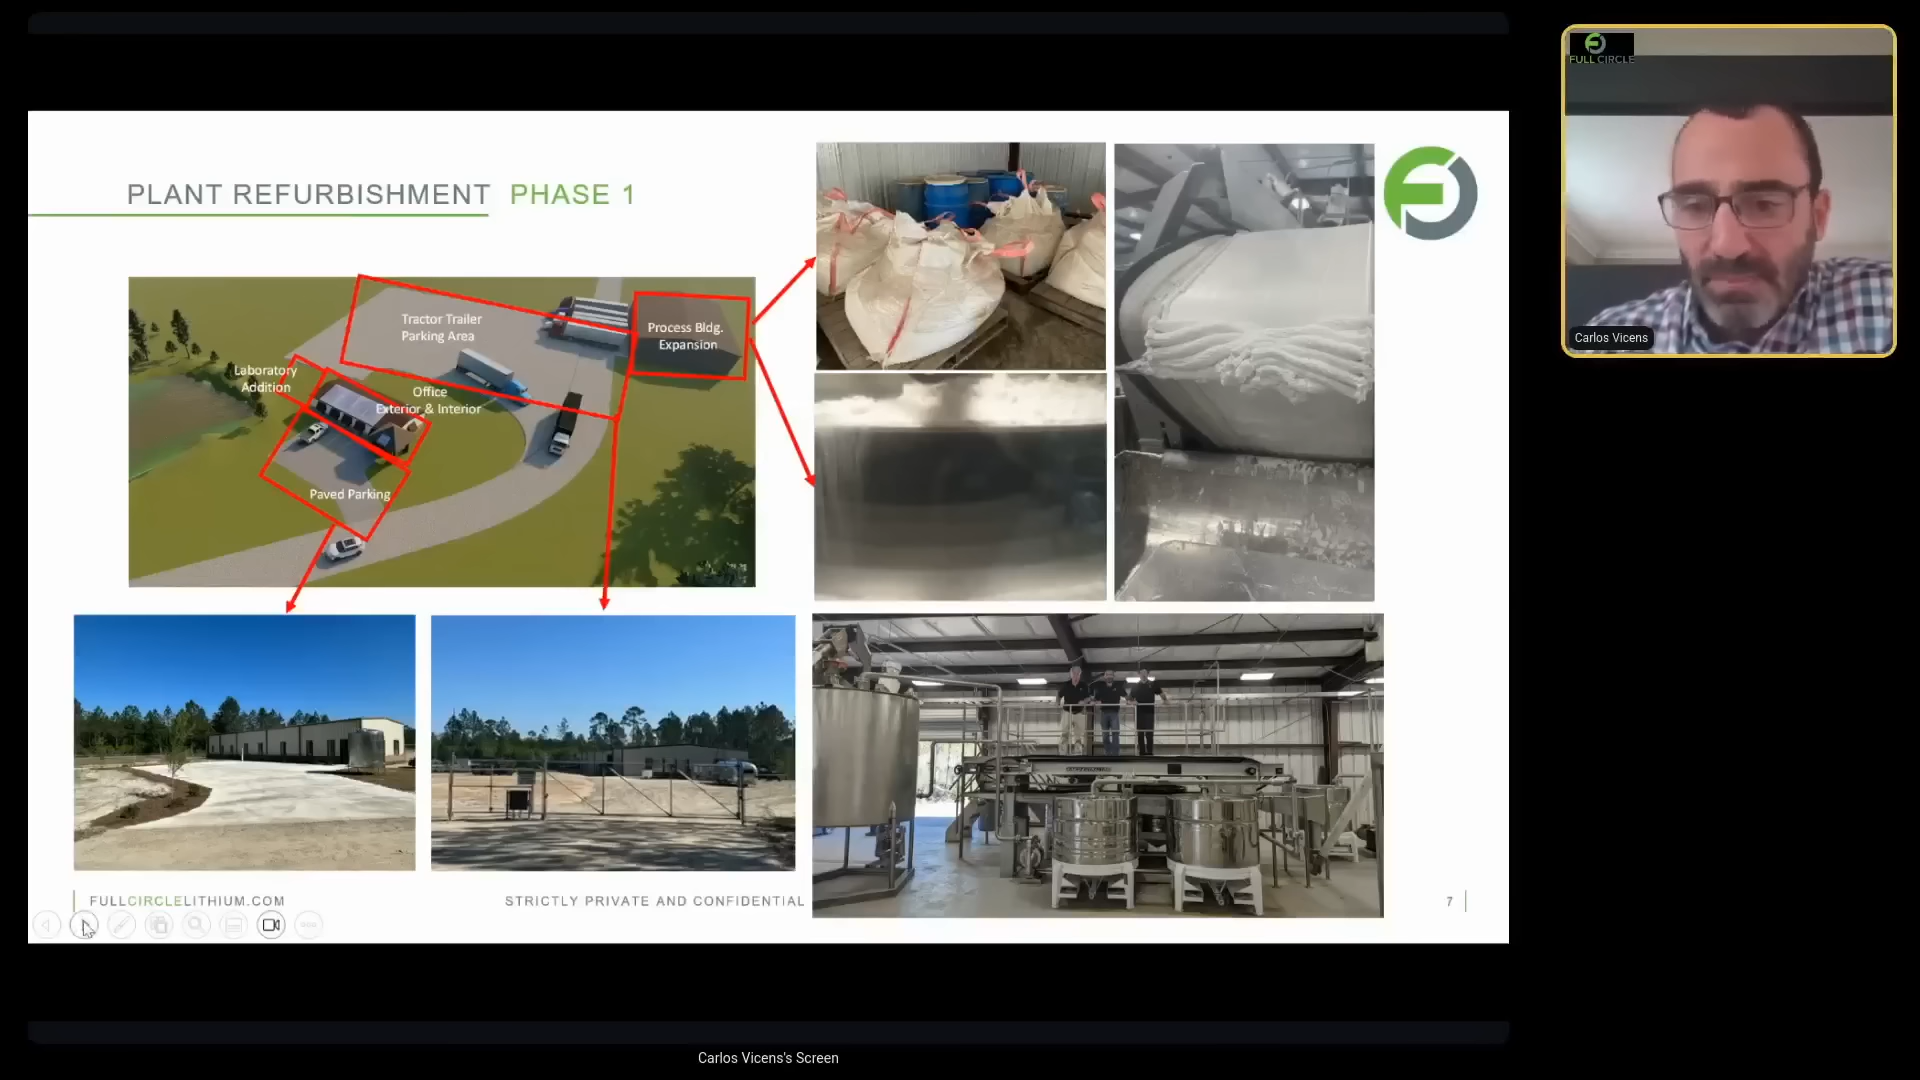 PLANT REFURBISHMENT PHASE 1
Tractor Trailer
Parking Area
Process Bldg.
Expansion
Laboratory
Addition
Office
Exterior & Interior
Paved Parking
FULLCIRCLELITHIUM.COM
STRICTLY PRIVATE AND CONFIDENTIAL
7
FULL CIRCLE
Carlos Vicens
Carlos Vicens's Screen